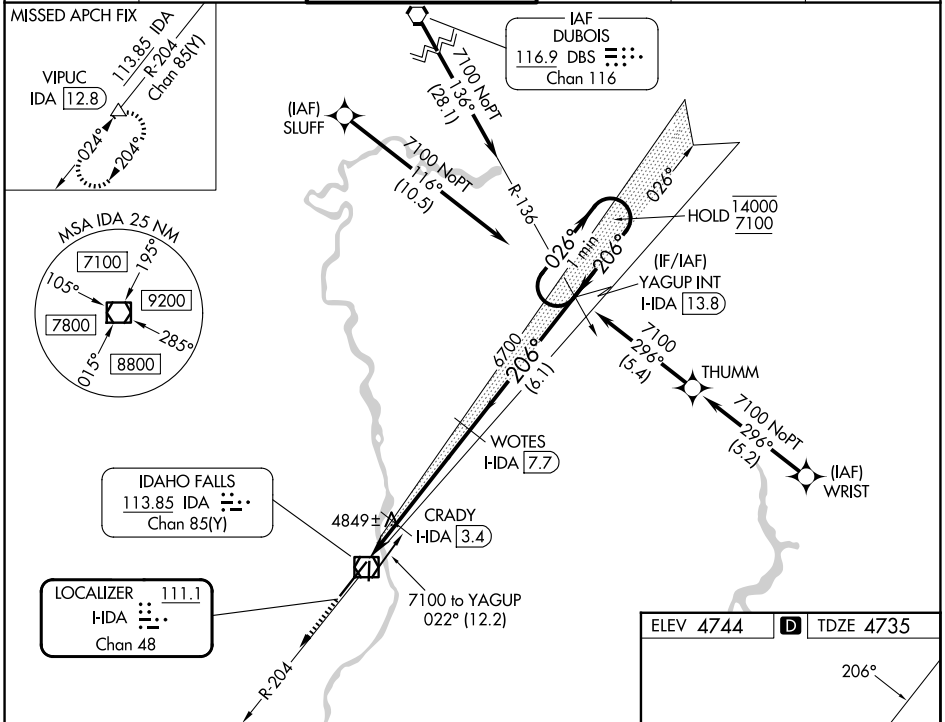 MISSED APCH FIX
113.85 IDA
R-204
Chan 85(Y)
VIPUC
IDA 12.8
024°
204°
IAF
DUBOIS
116.9 DBS
Chan 116
7100 NoPT
136°
(28.1)
R-136
(IAF)
SLUFF
7100 NoPT
116°
(10.5)
MSA IDA 25 NM
7100
195°
105°
9200
7800
285°
015°
8800
026°
HOLD 14000
7100
026°
1 min
206°
(IF/IAF)
YAGUP INT
I-IDA 13.8
6700
206°
(6.1)
7100
296°
(5.4)
THUMM
7100 NoPT
296°
(5.2)
(IAF)
WRIST
WOTES
I-IDA 7.7
IDAHO FALLS
113.85 IDA
Chan 85(Y)
4849±
CRADY
I-IDA 3.4
LOCALIZER 111.1
I-IDA
Chan 48
7100 to YAGUP
022° (12.2)
R-204
ELEV 4744 D TDZE 4735
206°